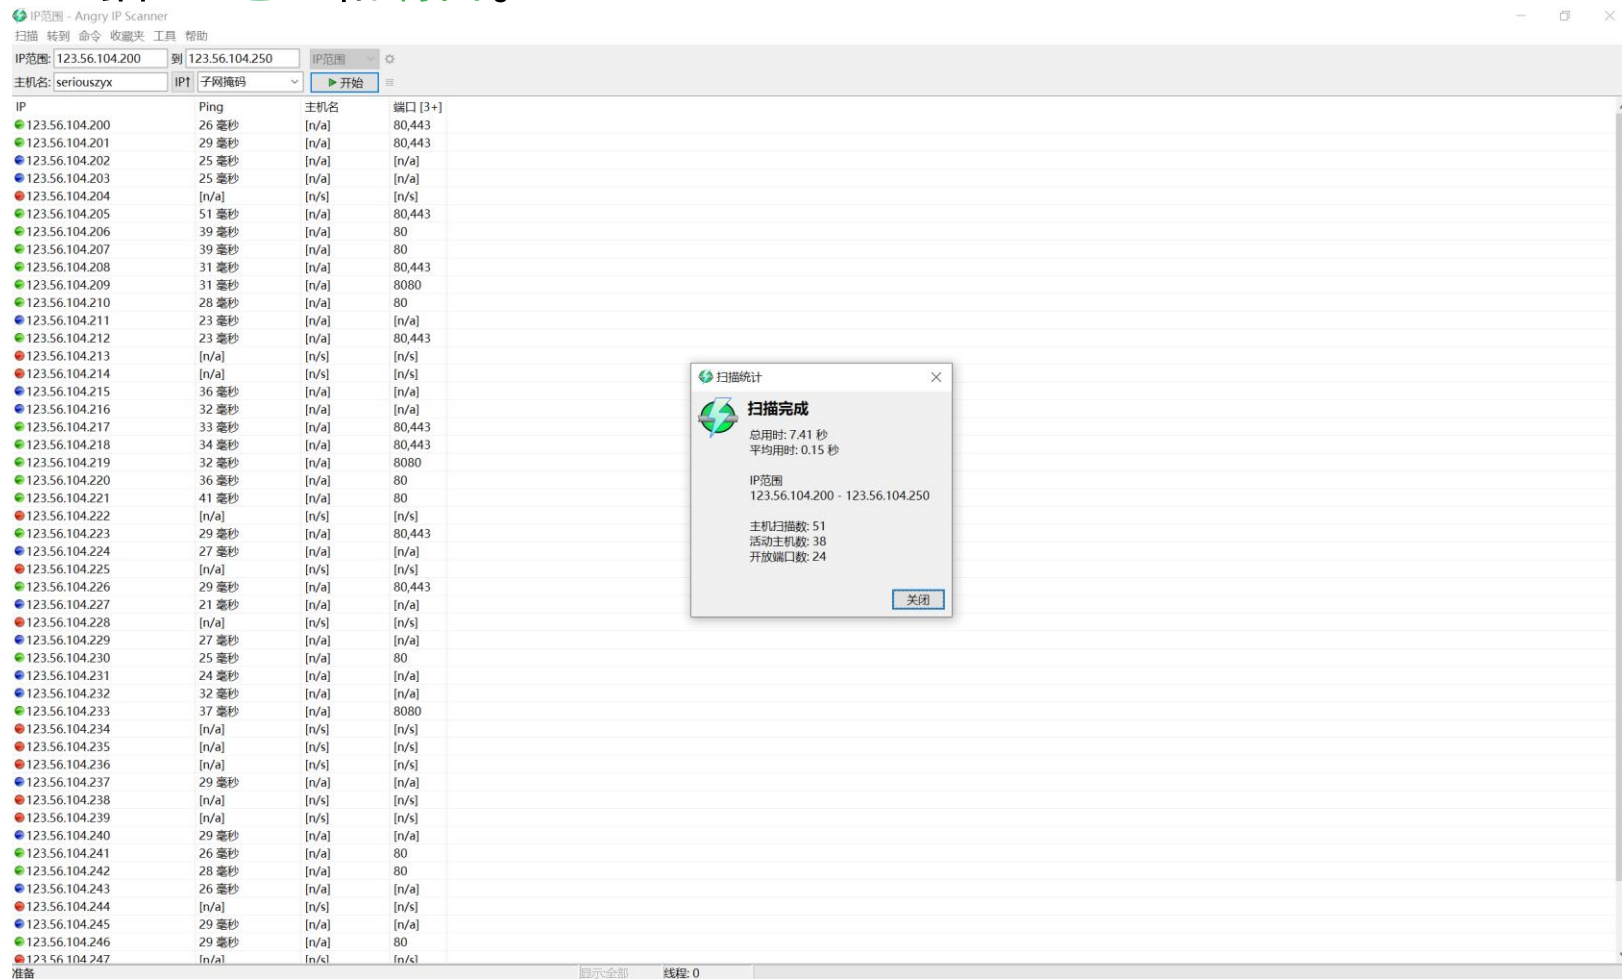 IP范围 - Angry IP Scanner
扫描 转到 命令 收藏夹 工具 帮助
IP范围: 123.56.104.200 到 123.56.104.250 IP范围
主机名: seriouszyx IP↑ 子网掩码 开始
IP Ping 主机名 端口 [3+]
123.56.104.200 26 毫秒 [n/a] 80,443
123.56.104.201 29 毫秒 [n/a] 80,443
123.56.104.202 25 毫秒 [n/a] [n/a]
123.56.104.203 25 毫秒 [n/a] [n/a]
123.56.104.204 [n/a] [n/s] [n/s]
123.56.104.205 51 毫秒 [n/a] 80,443
123.56.104.206 39 毫秒 [n/a] 80
123.56.104.207 39 毫秒 [n/a] 80
123.56.104.208 31 毫秒 [n/a] 80,443
123.56.104.209 31 毫秒 [n/a] 8080
123.56.104.210 28 毫秒 [n/a] 80
123.56.104.211 23 毫秒 [n/a] [n/a]
123.56.104.212 23 毫秒 [n/a] 80,443
123.56.104.213 [n/a] [n/s] [n/s]
123.56.104.214 [n/a] [n/s] [n/s]
123.56.104.215 36 毫秒 [n/a] [n/a]
123.56.104.216 32 毫秒 [n/a] [n/a]
123.56.104.217 33 毫秒 [n/a] 80,443
123.56.104.218 34 毫秒 [n/a] 80,443
123.56.104.219 32 毫秒 [n/a] 8080
123.56.104.220 36 毫秒 [n/a] 80
123.56.104.221 41 毫秒 [n/a] 80
123.56.104.222 [n/a] [n/s] [n/s]
123.56.104.223 29 毫秒 [n/a] 80,443
123.56.104.224 27 毫秒 [n/a] [n/a]
123.56.104.225 [n/a] [n/s] [n/s]
123.56.104.226 29 毫秒 [n/a] 80,443
123.56.104.227 21 毫秒 [n/a] [n/a]
123.56.104.228 [n/a] [n/s] [n/s]
123.56.104.229 27 毫秒 [n/a] [n/a]
123.56.104.230 25 毫秒 [n/a] 80
123.56.104.231 24 毫秒 [n/a] [n/a]
123.56.104.232 32 毫秒 [n/a] [n/a]
123.56.104.233 37 毫秒 [n/a] 8080
123.56.104.234 [n/a] [n/s] [n/s]
123.56.104.235 [n/a] [n/s] [n/s]
123.56.104.236 [n/a] [n/s] [n/s]
123.56.104.237 29 毫秒 [n/a] [n/a]
123.56.104.238 [n/a] [n/s] [n/s]
123.56.104.239 [n/a] [n/s] [n/s]
123.56.104.240 29 毫秒 [n/a] [n/a]
123.56.104.241 26 毫秒 [n/a] 80
123.56.104.242 28 毫秒 [n/a] 80
123.56.104.243 26 毫秒 [n/a] [n/a]
123.56.104.244 [n/a] [n/s] [n/s]
123.56.104.245 29 毫秒 [n/a] [n/a]
123.56.104.246 29 毫秒 [n/a] 80
123.56.104.247 [n/a] [n/s] [n/s]
扫描统计
扫描完成
总用时: 7.41 秒
平均用时: 0.15 秒
IP范围
123.56.104.200 - 123.56.104.250
主机扫描数: 51
活动主机数: 38
开放端口数: 24
关闭
准备 显示:全部 线程: 0